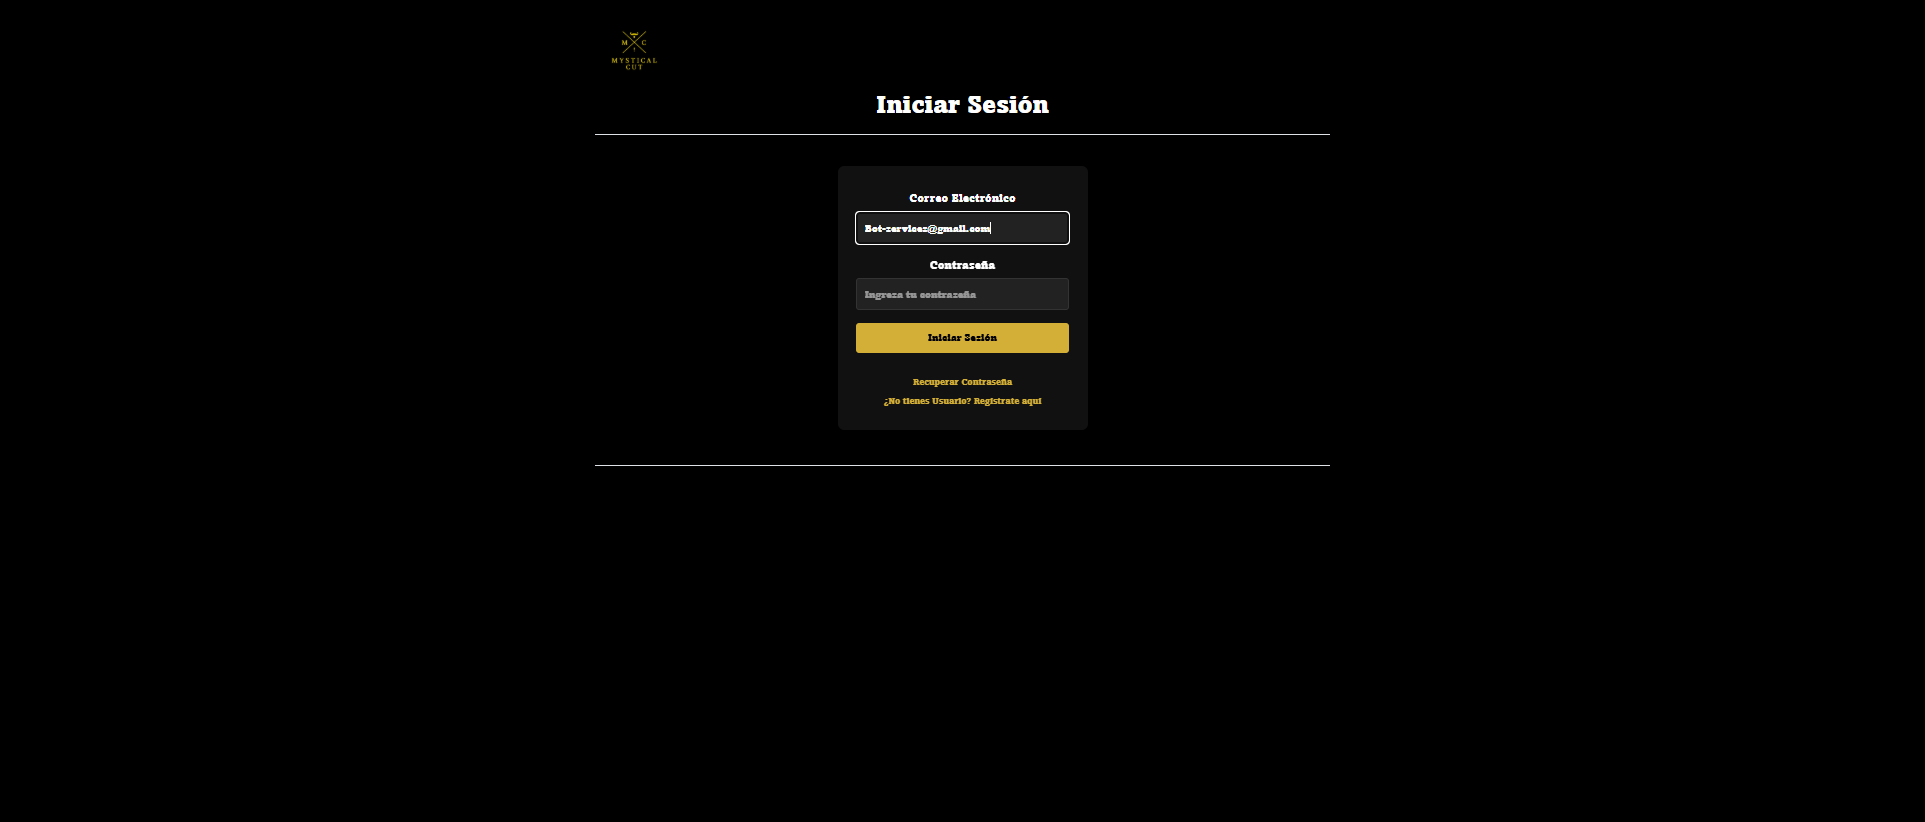 M C
MYSTICAL
CUT
Iniciar Sesión
Correo Electrónico
Bot-services@gmail.com
Contraseña
Ingresa tu contraseña
Iniciar Sesión
Recuperar Contraseña
¿No tienes Usuario? Registrate aquí